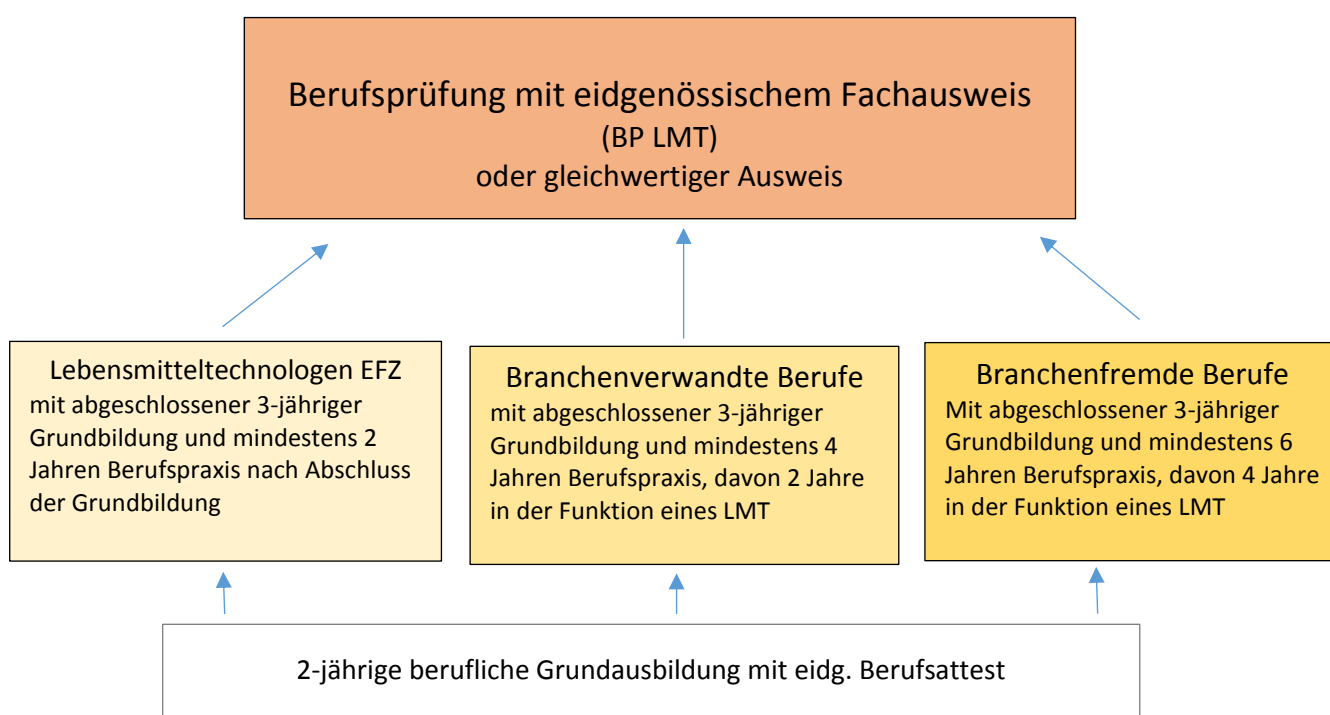 Berufsprüfung mit eidgenössischem Fachausweis
(BP LMT)
oder gleichwertiger Ausweis
Lebensmitteltechnologen EFZ
mit abgeschlossener 3-jähriger
Grundbildung und mindestens 2
Jahren Berufspraxis nach Abschluss
der Grundbildung
Branchenverwandte Berufe
mit abgeschlossener 3-jähriger
Grundbildung und mindestens 4
Jahren Berufspraxis, davon 2 Jahre
in der Funktion eines LMT
Branchenfremde Berufe
Mit abgeschlossener 3-jähriger
Grundbildung und mindestens 6
Jahren Berufspraxis, davon 4 Jahre
in der Funktion eines LMT
2-jährige berufliche Grundausbildung mit eidg. Berufsattest